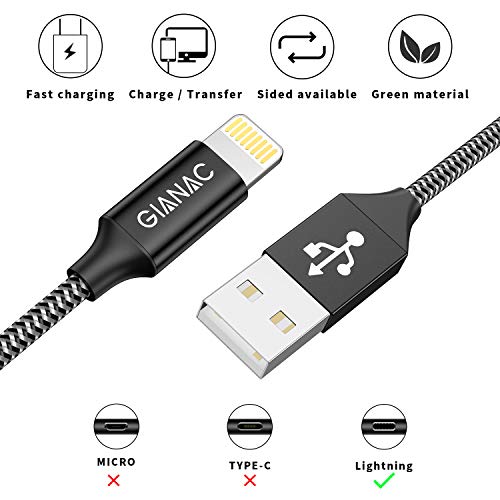 Fast charging
Charge / Transfer
Sided available
Green material
GIANAC
MICRO
TYPE-C
Lightning